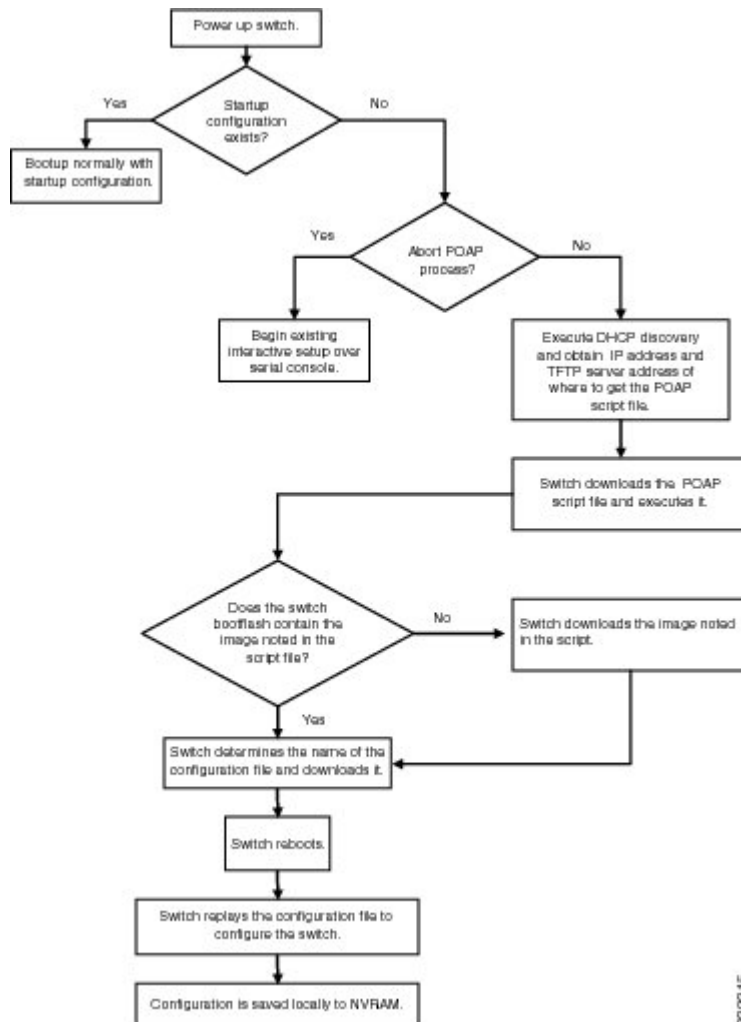 Power up switch.
Yes
Startup
configuration
exists?
No
Bootup normally with
startup configuration.
Yes
Abort POAP
process?
No
Begin existing
interactive setup over
serial console.
Execute DHCP discovery
and obtain IP address and
TFTP server address of
where to get the POAP
script file.
Switch downloads the POAP
script file and executes it.
Does the switch
bootflash contain the
image noted in the
script file?
No
Switch downloads the image noted
in the script.
Yes
Switch determines the name of the
configuration file and downloads it.
Switch reboots.
Switch replays the configuration file to
configure the switch.
Configuration is saved locally to NVRAM.